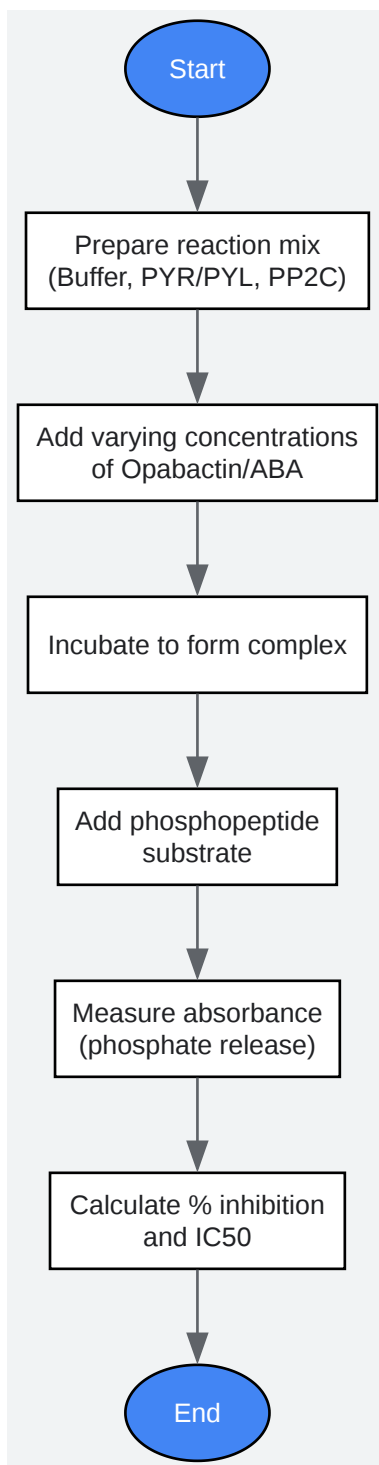 Start
Prepare reaction mix
(Buffer, PYR/PYL, PP2C)
Add varying concentrations
of Opabactin/ABA
Incubate to form complex
Add phosphopeptide
substrate
Measure absorbance
(phosphate release)
Calculate % inhibition
and IC50
End